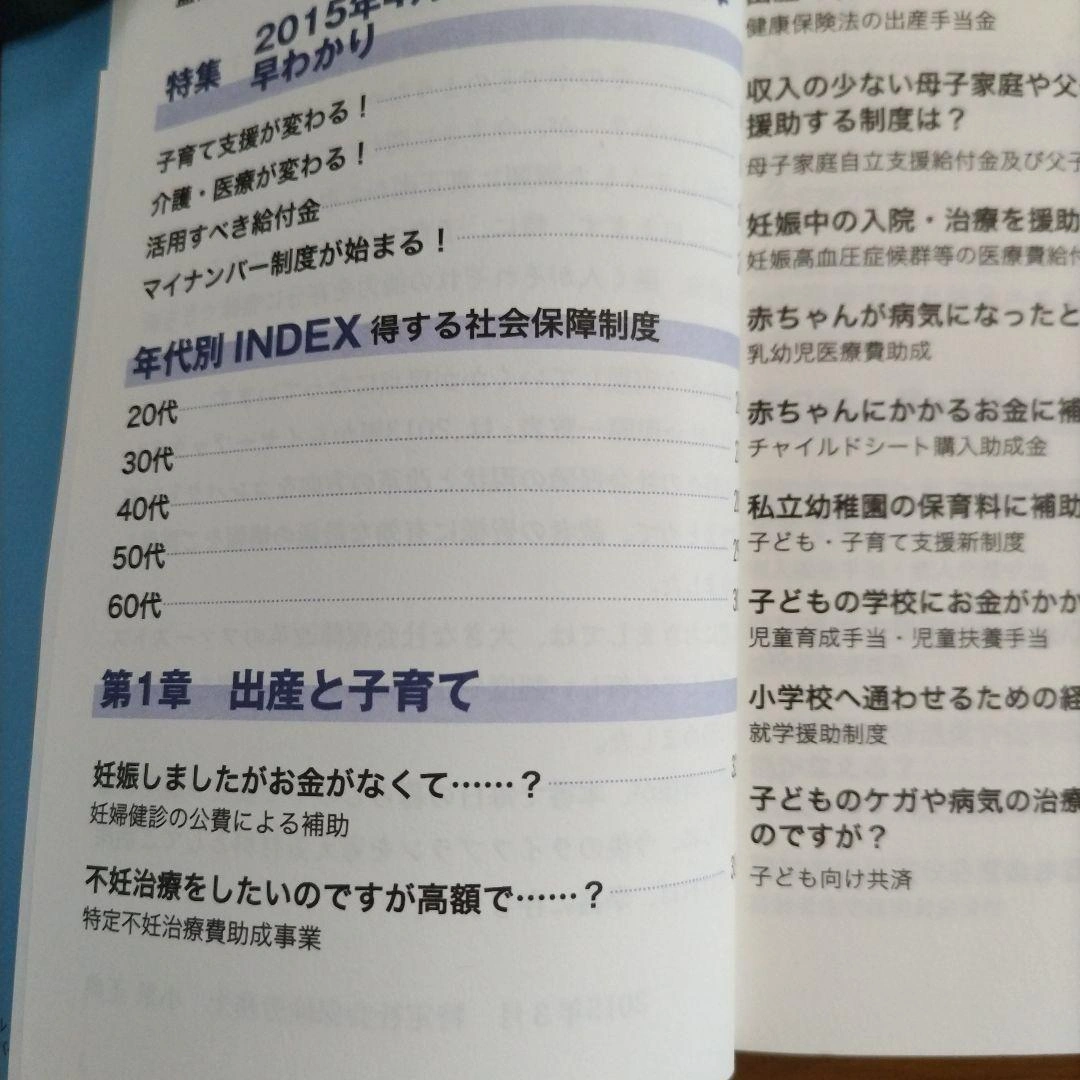 特集 2015年4月
早わかり
子育て支援が変わる！
介護・医療が変わる！
活用すべき給付金
マイナンバー制度が始まる！
年代別 INDEX 得する社会保障制度
20代
30代
40代
50代
60代
第1章 出産と子育て
妊娠しましたがお金がなくて……？
妊婦健診の公費による補助
不妊治療をしたいのですが高額で……？
特定不妊治療費助成事業
健康保険法の出産手当金
収入の少ない母子家庭や父
援助する制度は？
母子家庭自立支援給付金及び父子
妊娠中の入院・治療を援助
妊娠高血圧症候群等の医療費給付
赤ちゃんが病気になったと
乳幼児医療費助成
赤ちゃんにかかるお金に補
チャイルドシート購入助成金
私立幼稚園の保育料に補助
子ども・子育て支援新制度
子どもの学校にお金がかか
児童育成手当・児童扶養手当
小学校へ通わせるための経
就学援助制度
子どものケガや病気の治療
のですが？
子ども向け共済